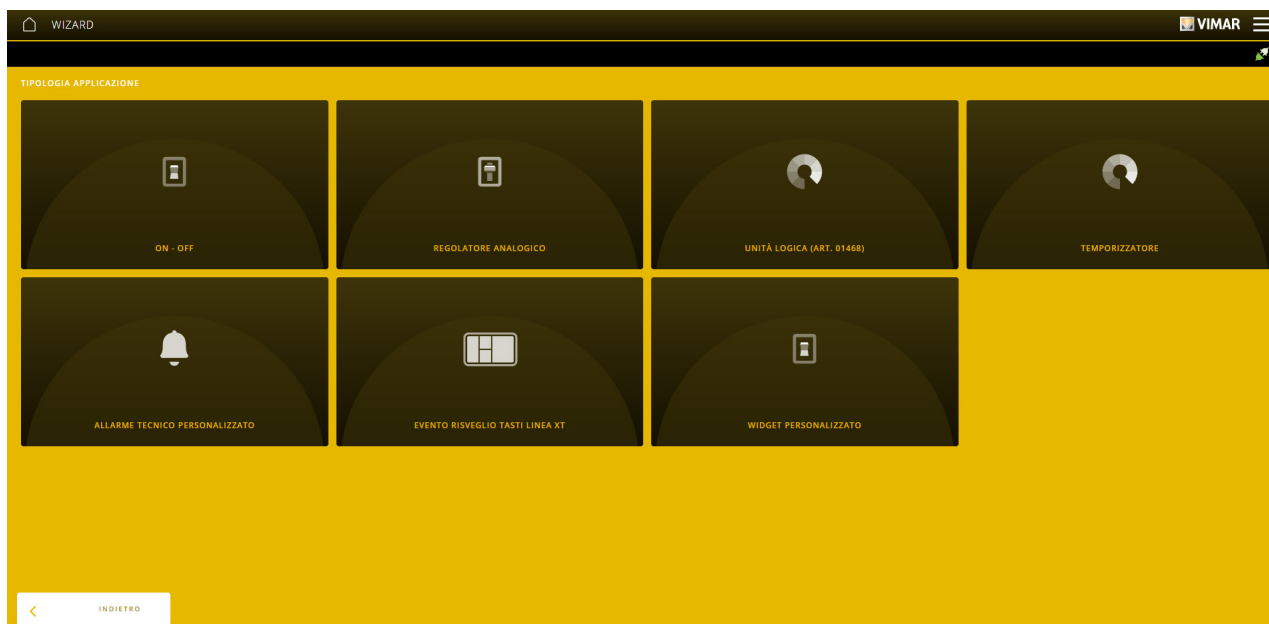 WIZARD
VIMAR
TIPOLOGIA APPLICAZIONE
ON - OFF
REGOLATORE ANALOGICO
UNITÀ LOGICA (ART. 01468)
TEMPORIZZATORE
ALLARME TECNICO PERSONALIZZATO
EVENTO RISVEGLIO TASTI LINEA XT
WIDGET PERSONALIZZATO
INDIETRO